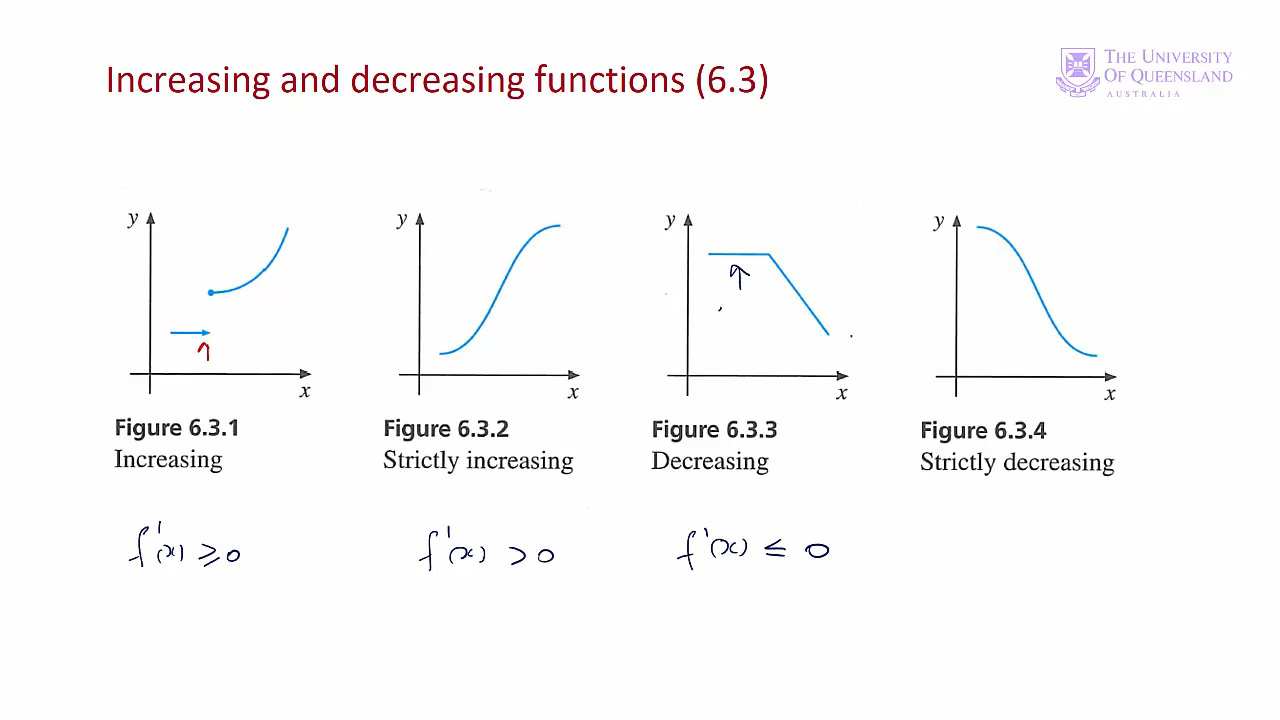 Increasing and decreasing functions (6.3)
THE UNIVERSITY
OF QUEENSLAND
AUSTRALIA
y
y
y
y
x
x
x
x
Figure 6.3.1
Increasing
Figure 6.3.2
Strictly increasing
Figure 6.3.3
Decreasing
Figure 6.3.4
Strictly decreasing
f'(x) ≥ 0
f'(x) > 0
f'(x) ≤ 0